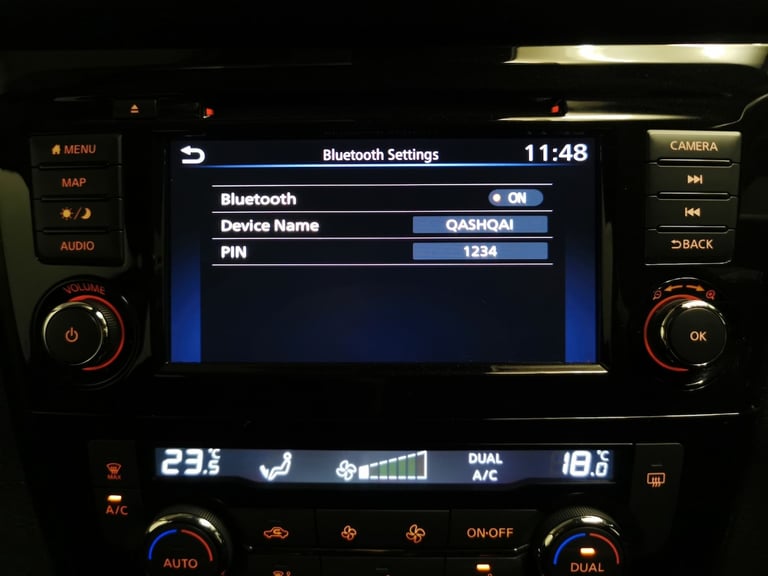 MENU
MAP
AUDIO
VOLUME
Bluetooth Settings 11:48
Bluetooth ON
Device Name QASHQAI
PIN 1234
CAMERA
BACK
OK
23.5°C
DUAL
A/C
18.0°C
MAX
A/C
AUTO
ON·OFF
DUAL